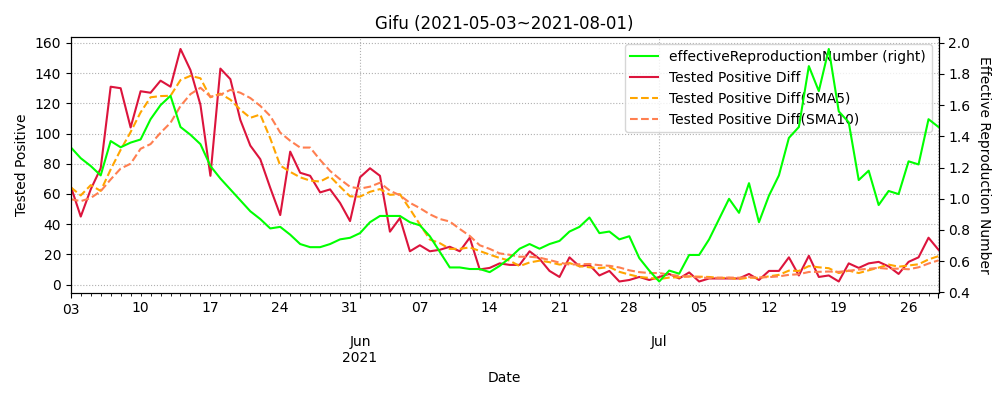 Gifu (2021-05-03~2021-08-01)
effectiveReproductionNumber (right)
Tested Positive Diff
Tested Positive Diff(SMA5)
Tested Positive Diff(SMA10)
Tested Positive
160
140
120
100
80
60
40
20
0
2.0
1.8
1.6
1.4
1.2
1.0
0.8
0.6
0.4
Effective Reproduction Number
03 10 17 24 31 07 14 21 28 05 12 19 26
Jun Jul
2021
Date